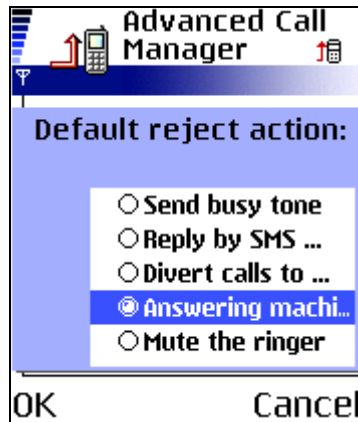 Advanced Call
Manager
Default reject action:
Send busy tone
Reply by SMS ...
Divert calls to ...
Answering machi...
Mute the ringer
OK Cancel